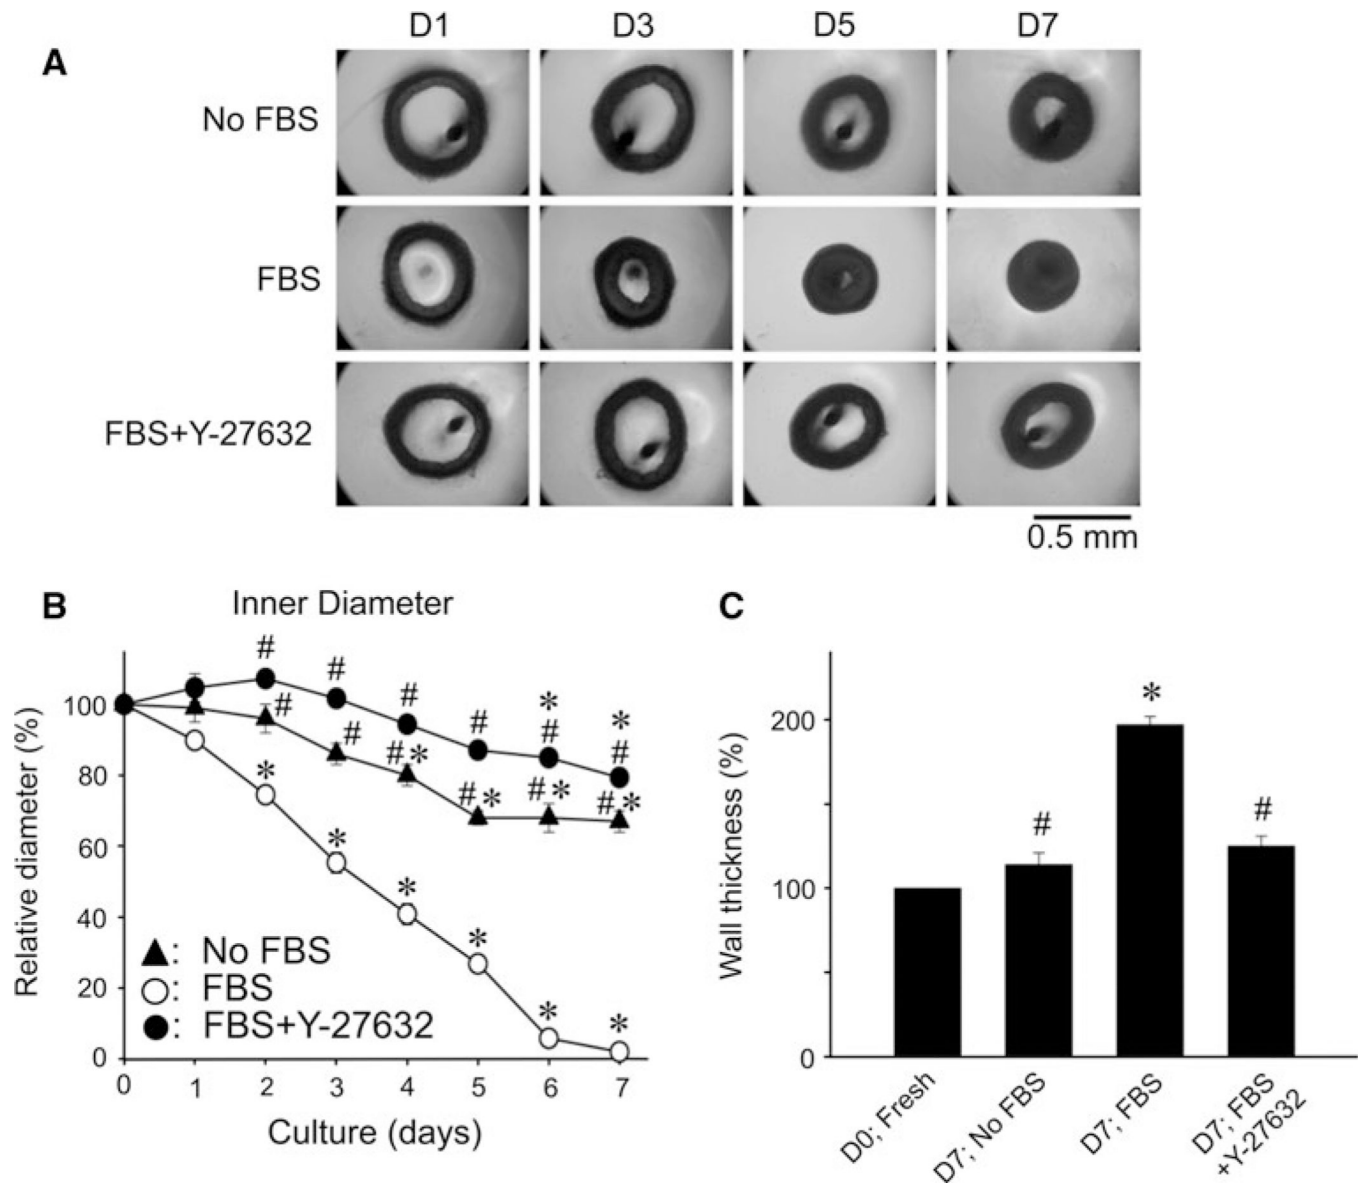 A
D1 D3 D5 D7
No FBS
FBS
FBS+Y-27632
0.5 mm
B
Inner Diameter
Relative diameter (%)
100
80
60
40
20
0
# # # # * # * #
# # # * # * # * # *
* * * * * *
▲: No FBS
○: FBS
●: FBS+Y-27632
0 1 2 3 4 5 6 7
Culture (days)
C
Wall thickness (%)
200
100
0
# * #
D0; Fresh
D7; No FBS
D7; FBS
D7; FBS
+Y-27632